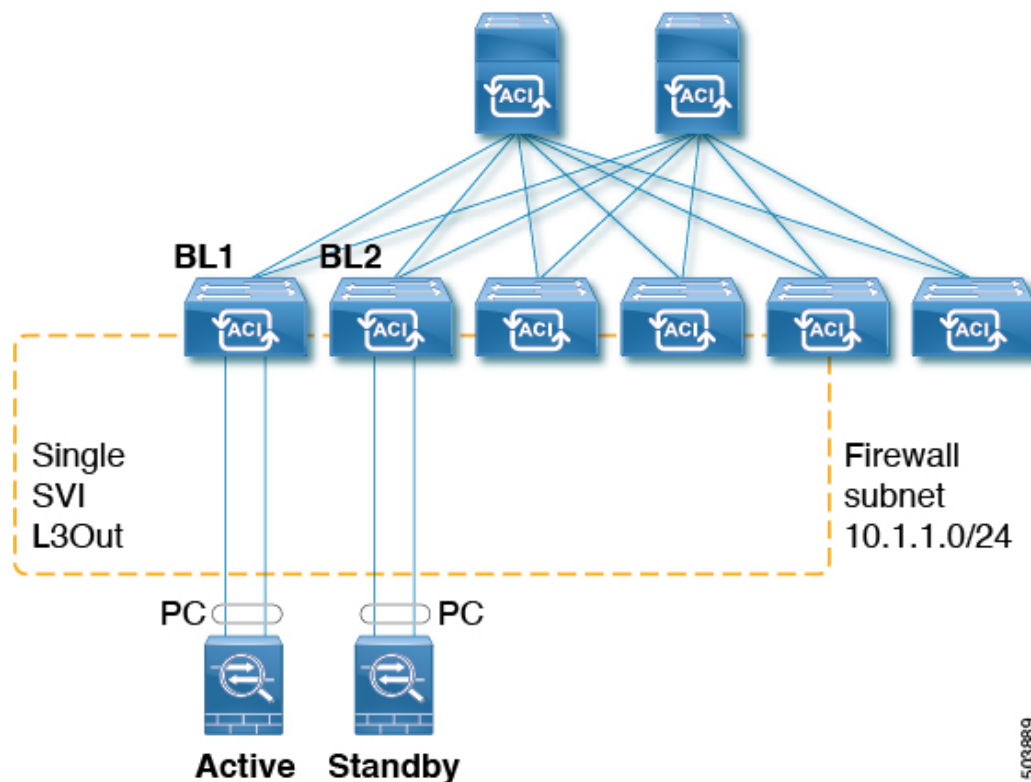 ACI ACI
BL1 BL2
ACI ACI ACI ACI ACI ACI
Single
SVI
L3Out
Firewall
subnet
10.1.1.0/24
PC PC
Active Standby
503889